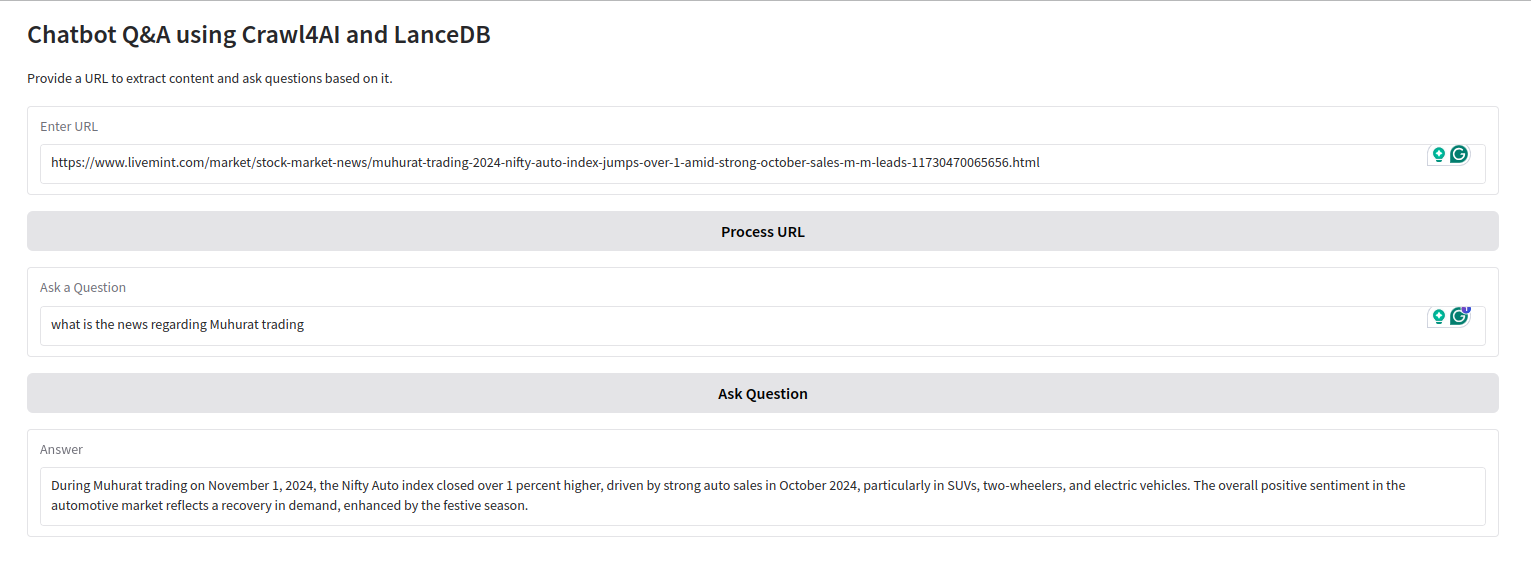 Chatbot Q&A using Crawl4AI and LanceDB
Provide a URL to extract content and ask questions based on it.
Enter URL
https://www.livemint.com/market/stock-market-news/muhurat-trading-2024-nifty-auto-index-jumps-over-1-amid-strong-october-sales-m-m-leads-11730470065656.html
Process URL
Ask a Question
what is the news regarding Muhurat trading
Ask Question
Answer
During Muhurat trading on November 1, 2024, the Nifty Auto index closed over 1 percent higher, driven by strong auto sales in October 2024, particularly in SUVs, two-wheelers, and electric vehicles. The overall positive sentiment in the
automotive market reflects a recovery in demand, enhanced by the festive season.